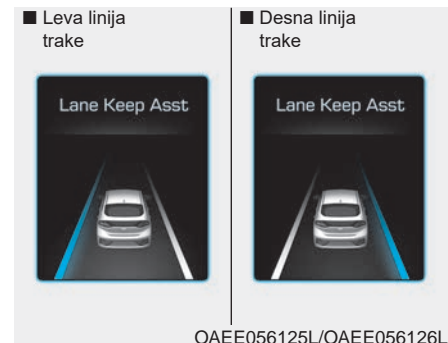 ■ Leva linija
trake
■ Desna linija
trake
Lane Keep Asst
Lane Keep Asst
OAEE056125L/OAEE056126L